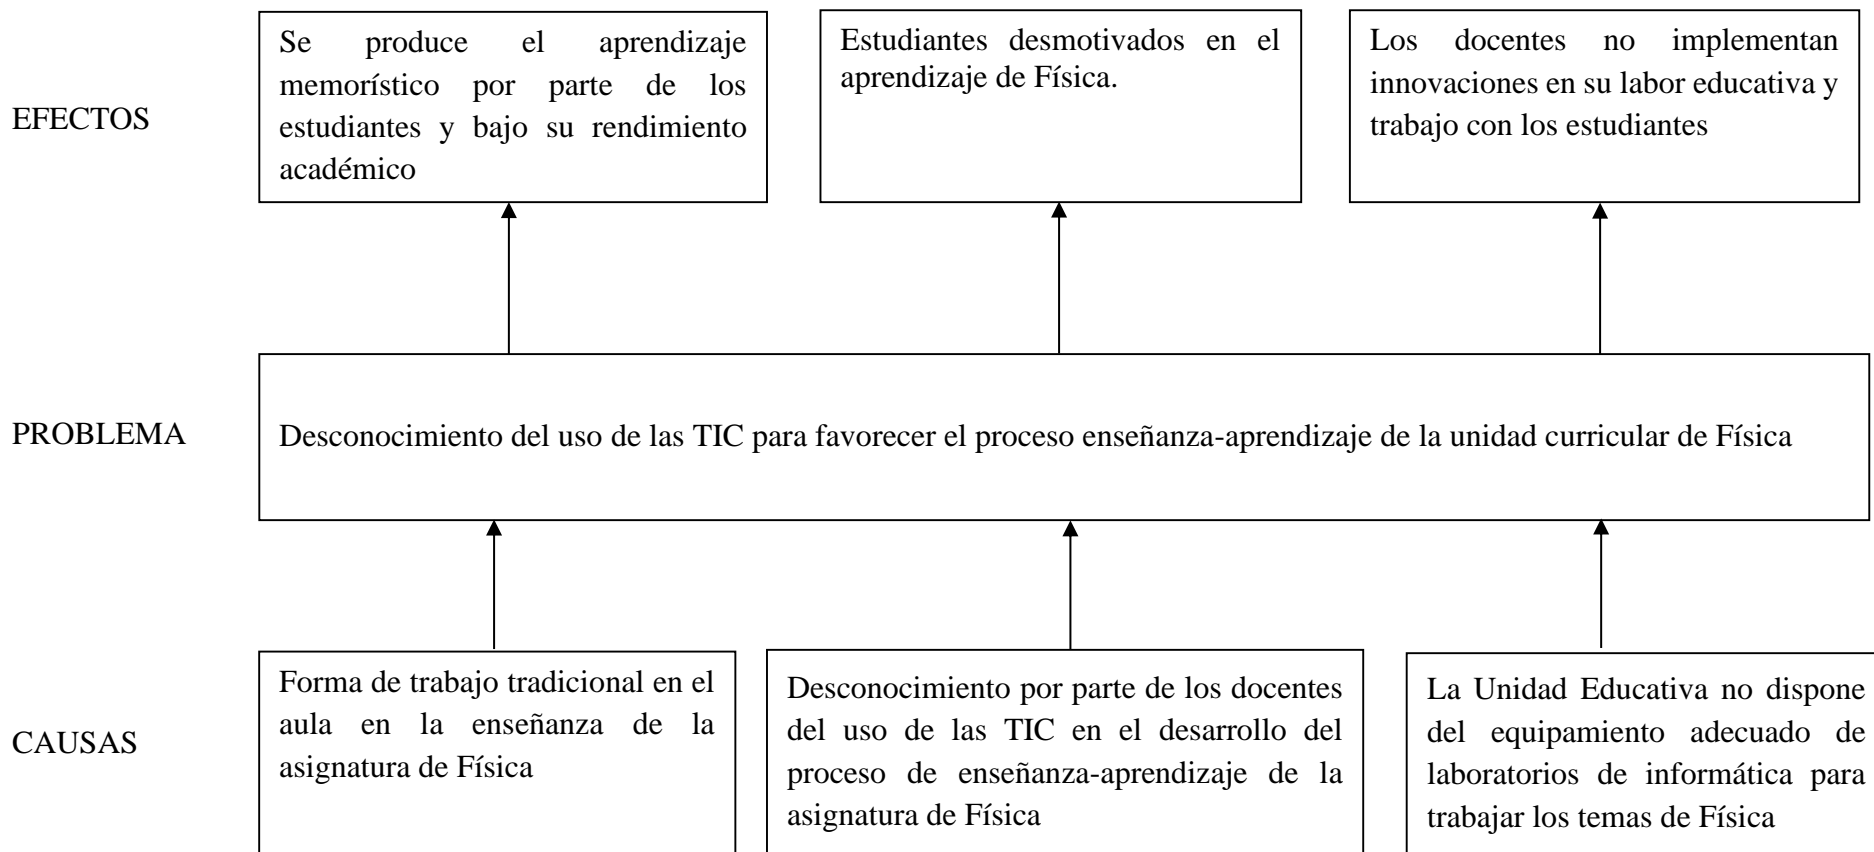 EFECTOS
Se produce el aprendizaje
memorístico por parte de los
estudiantes y bajo su rendimiento
académico
Estudiantes desmotivados en el
aprendizaje de Física.
Los docentes no implementan
innovaciones en su labor educativa y
trabajo con los estudiantes
PROBLEMA
Desconocimiento del uso de las TIC para favorecer el proceso enseñanza-aprendizaje de la unidad curricular de Física
CAUSAS
Forma de trabajo tradicional en el
aula en la enseñanza de la
asignatura de Física
Desconocimiento por parte de los docentes
del uso de las TIC en el desarrollo del
proceso de enseñanza-aprendizaje de la
asignatura de Física
La Unidad Educativa no dispone
del equipamiento adecuado de
laboratorios de informática para
trabajar los temas de Física